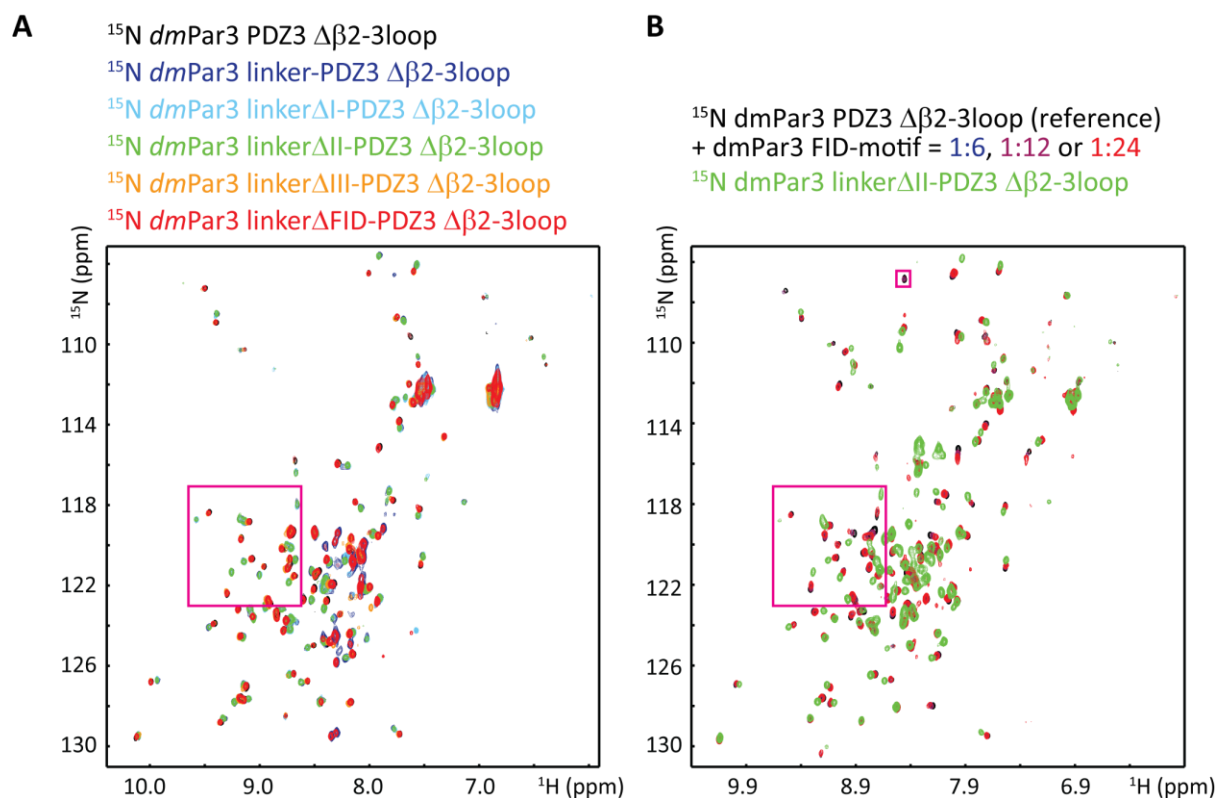 A
¹⁵N dmPar3 PDZ3 Δβ2-3loop
¹⁵N dmPar3 linker-PDZ3 Δβ2-3loop
¹⁵N dmPar3 linkerΔI-PDZ3 Δβ2-3loop
¹⁵N dmPar3 linkerΔII-PDZ3 Δβ2-3loop
¹⁵N dmPar3 linkerΔIII-PDZ3 Δβ2-3loop
¹⁵N dmPar3 linkerΔFID-PDZ3 Δβ2-3loop
¹⁵N (ppm)
110
114
118
122
126
130
10.0 9.0 8.0 7.0 ¹H (ppm)
B
¹⁵N dmPar3 PDZ3 Δβ2-3loop (reference)
+ dmPar3 FID-motif = 1:6, 1:12 or 1:24
¹⁵N dmPar3 linkerΔII-PDZ3 Δβ2-3loop
¹⁵N (ppm)
110
114
118
122
126
130
9.9 8.9 7.9 6.9 ¹H (ppm)